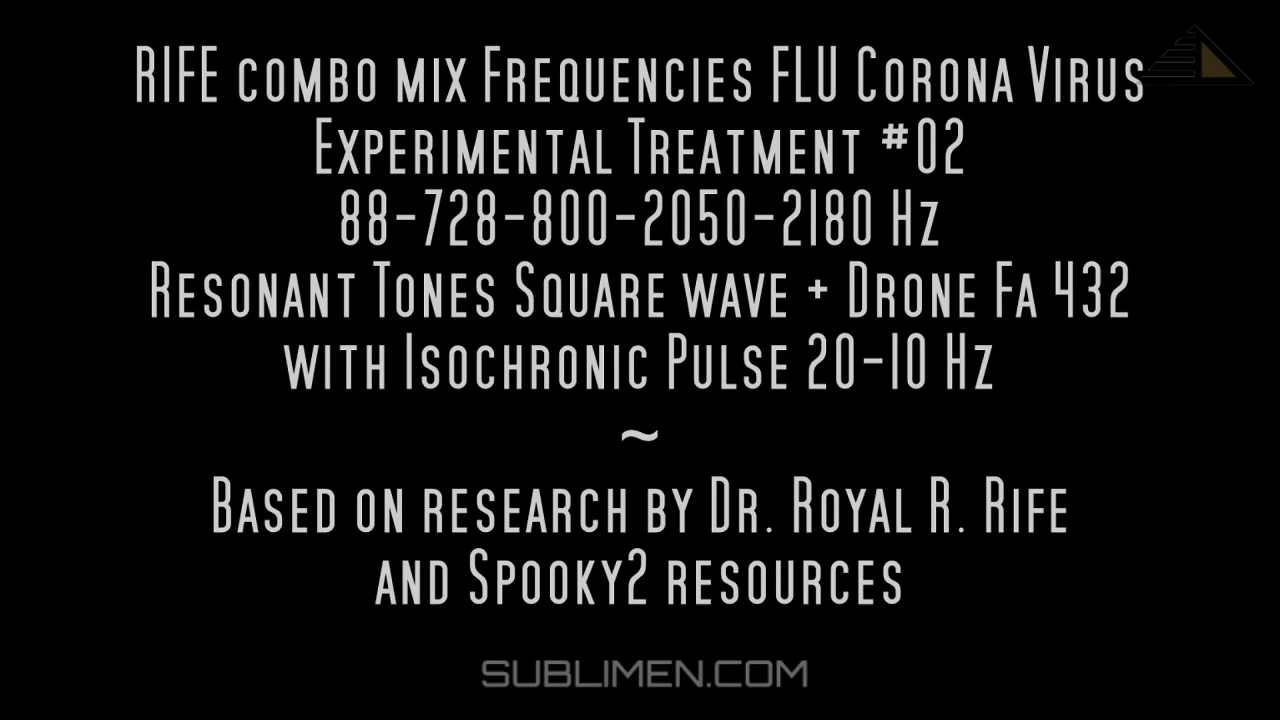 RIFE combo mix Frequencies FLU Corona Virus
Experimental Treatment #02
88-728-800-2050-2180 Hz
Resonant Tones Square wave + Drone Fa 432
with Isochronic Pulse 20-10 Hz
~
Based on research by Dr. Royal R. Rife
and Spooky2 resources
SUBLIMEN.COM